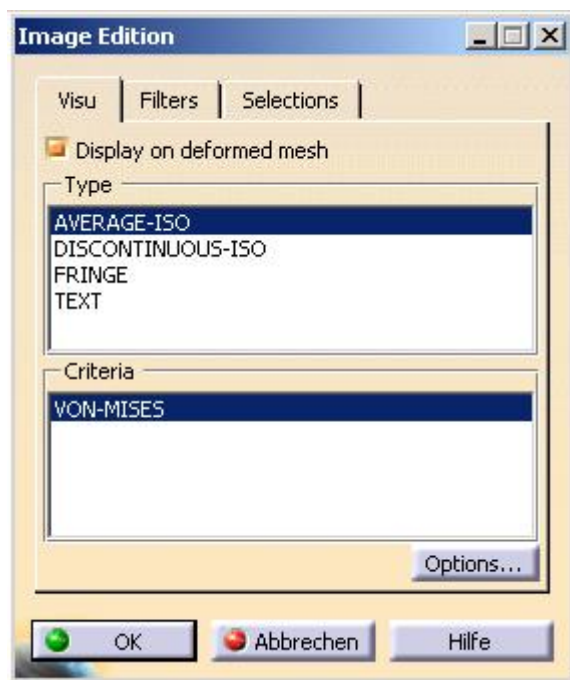 Image Edition
Visu Filters Selections
Display on deformed mesh
Type
AVERAGE-ISO
DISCONTINUOUS-ISO
FRINGE
TEXT
Criteria
VON-MISES
Options...
OK Abbrechen Hilfe